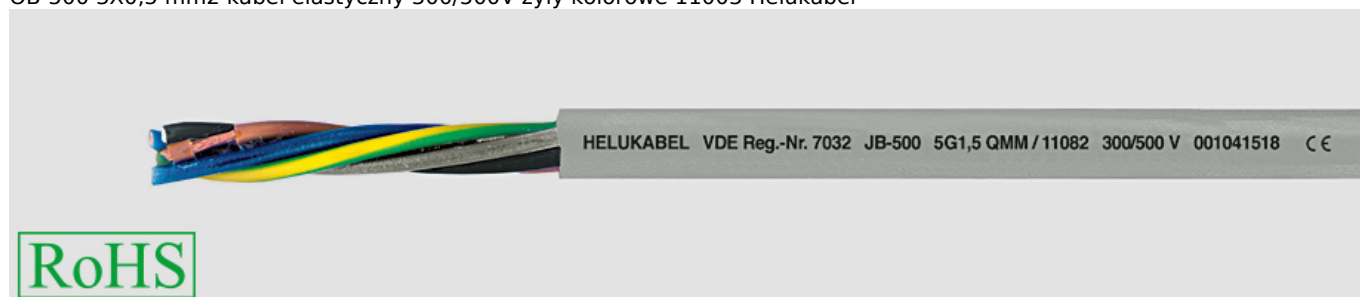 HELUKABEL VDE Reg.-Nr. 7032 JB-500 5G1,5 QMM / 11082 300/500 V 001041518 CE
RoHS